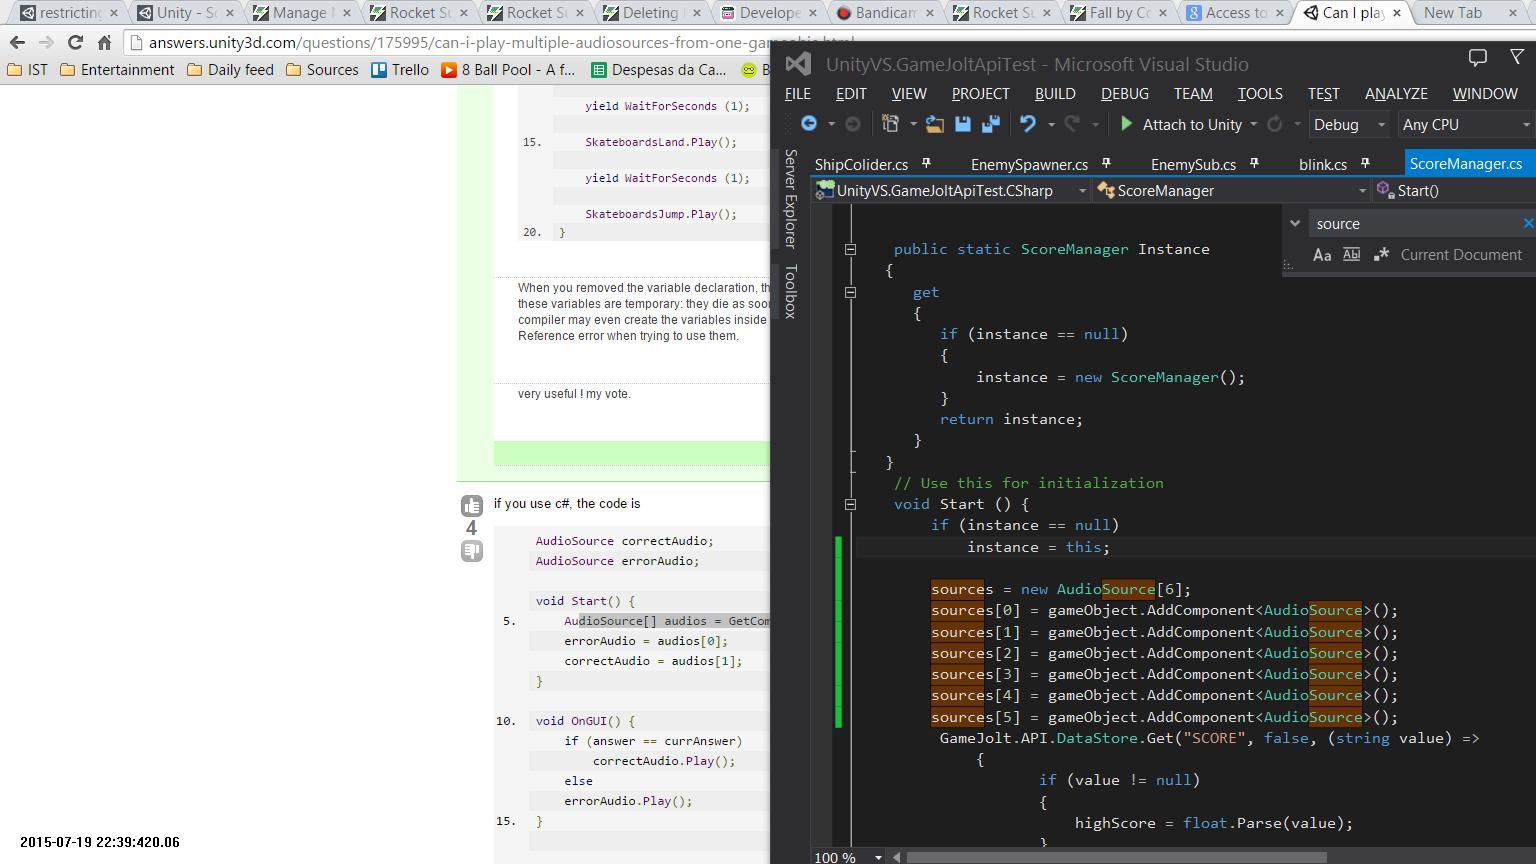 restricting
Unity - Sc
Manage M
Rocket Su
Rocket Su
Deleting
Develope
Bandicam
Rocket Su
Fall by Co
Access to
Can I play
New Tab
answers.unity3d.com/questions/175995/can-i-play-multiple-audiosources-from-one-gameobjec.html
IST
Entertainment
Daily feed
Sources
Trello
8 Ball Pool - A f...
Despesas da Ca...
B
yield WaitForSeconds (1);
15. SkateboardsLand.Play();
yield WaitForSeconds (1);
SkateboardsJump.Play();
20. }
When you removed the variable declaration, th
these variables are temporary: they die as soo
compiler may even create the variables inside
Reference error when trying to use them.
very useful ! my vote.
if you use c#, the code is
4
AudioSource correctAudio;
AudioSource errorAudio;
void Start() {
5. AudioSource[] audios = GetCom
errorAudio = audios[0];
correctAudio = audios[1];
}
10. void OnGUI() {
if (answer == currAnswer)
correctAudio.Play();
else
errorAudio.Play();
15. }
2015-07-19 22:39:420.06
UnityVS.GameJoltApiTest - Microsoft Visual Studio
FILE EDIT VIEW PROJECT BUILD DEBUG TEAM TOOLS TEST ANALYZE WINDOW
Attach to Unity Debug Any CPU
Server Explorer
Toolbox
ShipColider.cs EnemySpawner.cs EnemySub.cs blink.cs ScoreManager.cs
UnityVS.GameJoltApiTest.CSharp ScoreManager Start()
source
Aa Abl .* Current Document
public static ScoreManager Instance
{
get
{
if (instance == null)
{
instance = new ScoreManager();
}
return instance;
}
}
// Use this for initialization
void Start () {
if (instance == null)
instance = this;
sources = new AudioSource[6];
sources[0] = gameObject.AddComponent<AudioSource>();
sources[1] = gameObject.AddComponent<AudioSource>();
sources[2] = gameObject.AddComponent<AudioSource>();
sources[3] = gameObject.AddComponent<AudioSource>();
sources[4] = gameObject.AddComponent<AudioSource>();
sources[5] = gameObject.AddComponent<AudioSource>();
GameJolt.API.DataStore.Get("SCORE", false, (string value) =>
{
if (value != null)
{
highScore = float.Parse(value);
}
100 %